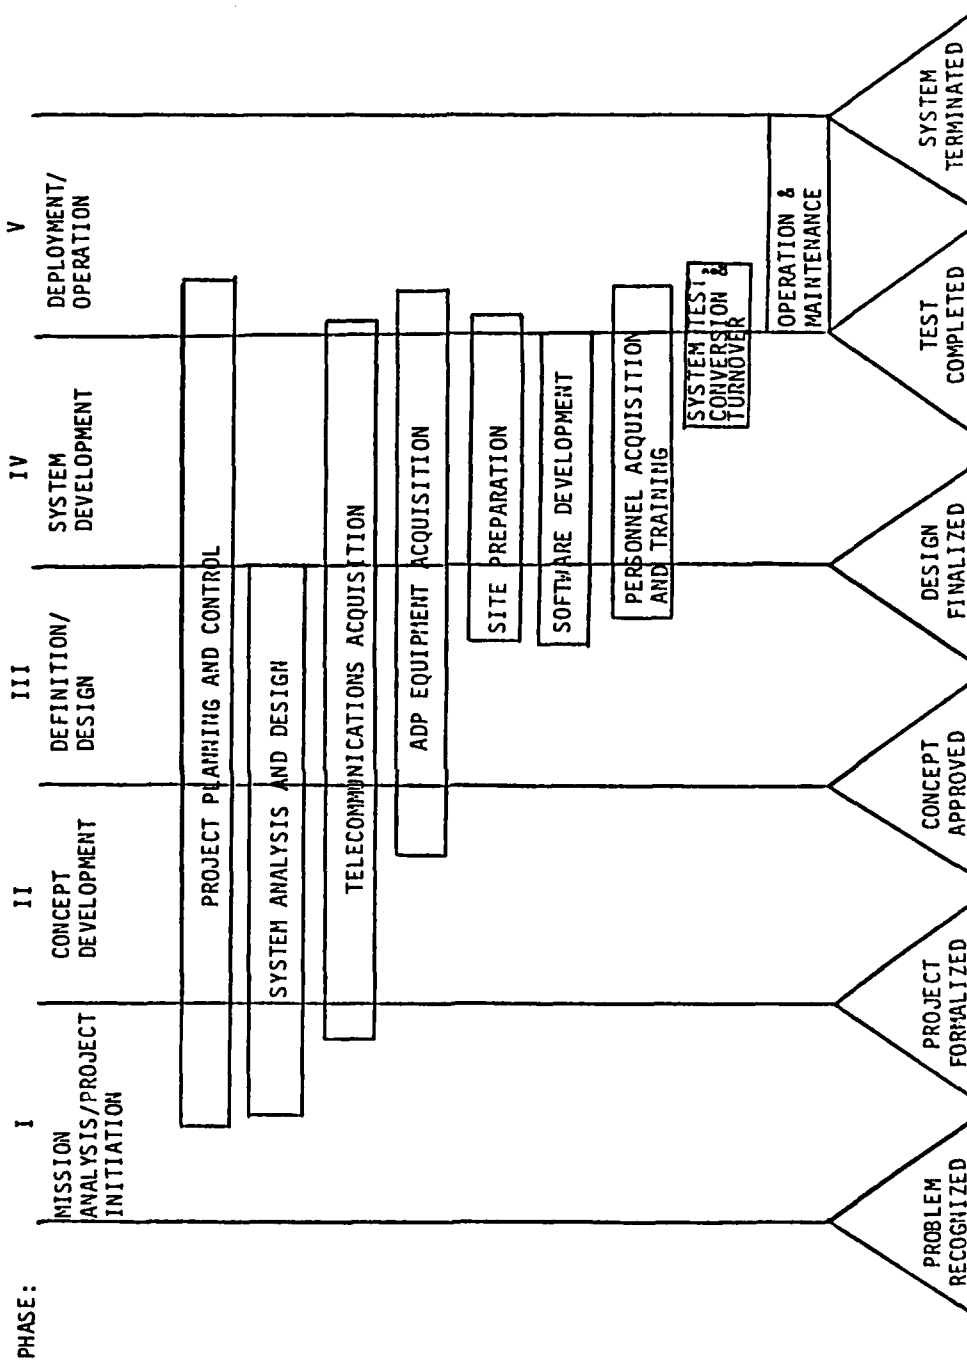 PHASE:
I
MISSION
ANALYSIS/PROJECT
INITIATION
II
CONCEPT
DEVELOPMENT
III
DEFINITION/
DESIGN
IV
SYSTEM
DEVELOPMENT
V
DEPLOYMENT/
OPERATION
PROJECT PLANNING AND CONTROL
SYSTEM ANALYSIS AND DESIGN
TELECOMMUNICATIONS ACQUISITION
ADP EQUIPMENT ACQUISITION
SITE PREPARATION
SOFTWARE DEVELOPMENT
PERSONNEL ACQUISITION
AND TRAINING
SYSTEM TEST,
CONVERSION &
TURNOVER
OPERATION &
MAINTENANCE
PROBLEM
RECOGNIZED
PROJECT
FORMALIZED
CONCEPT
APPROVED
DESIGN
FINALIZED
TEST
COMPLETED
SYSTEM
TERMINATED